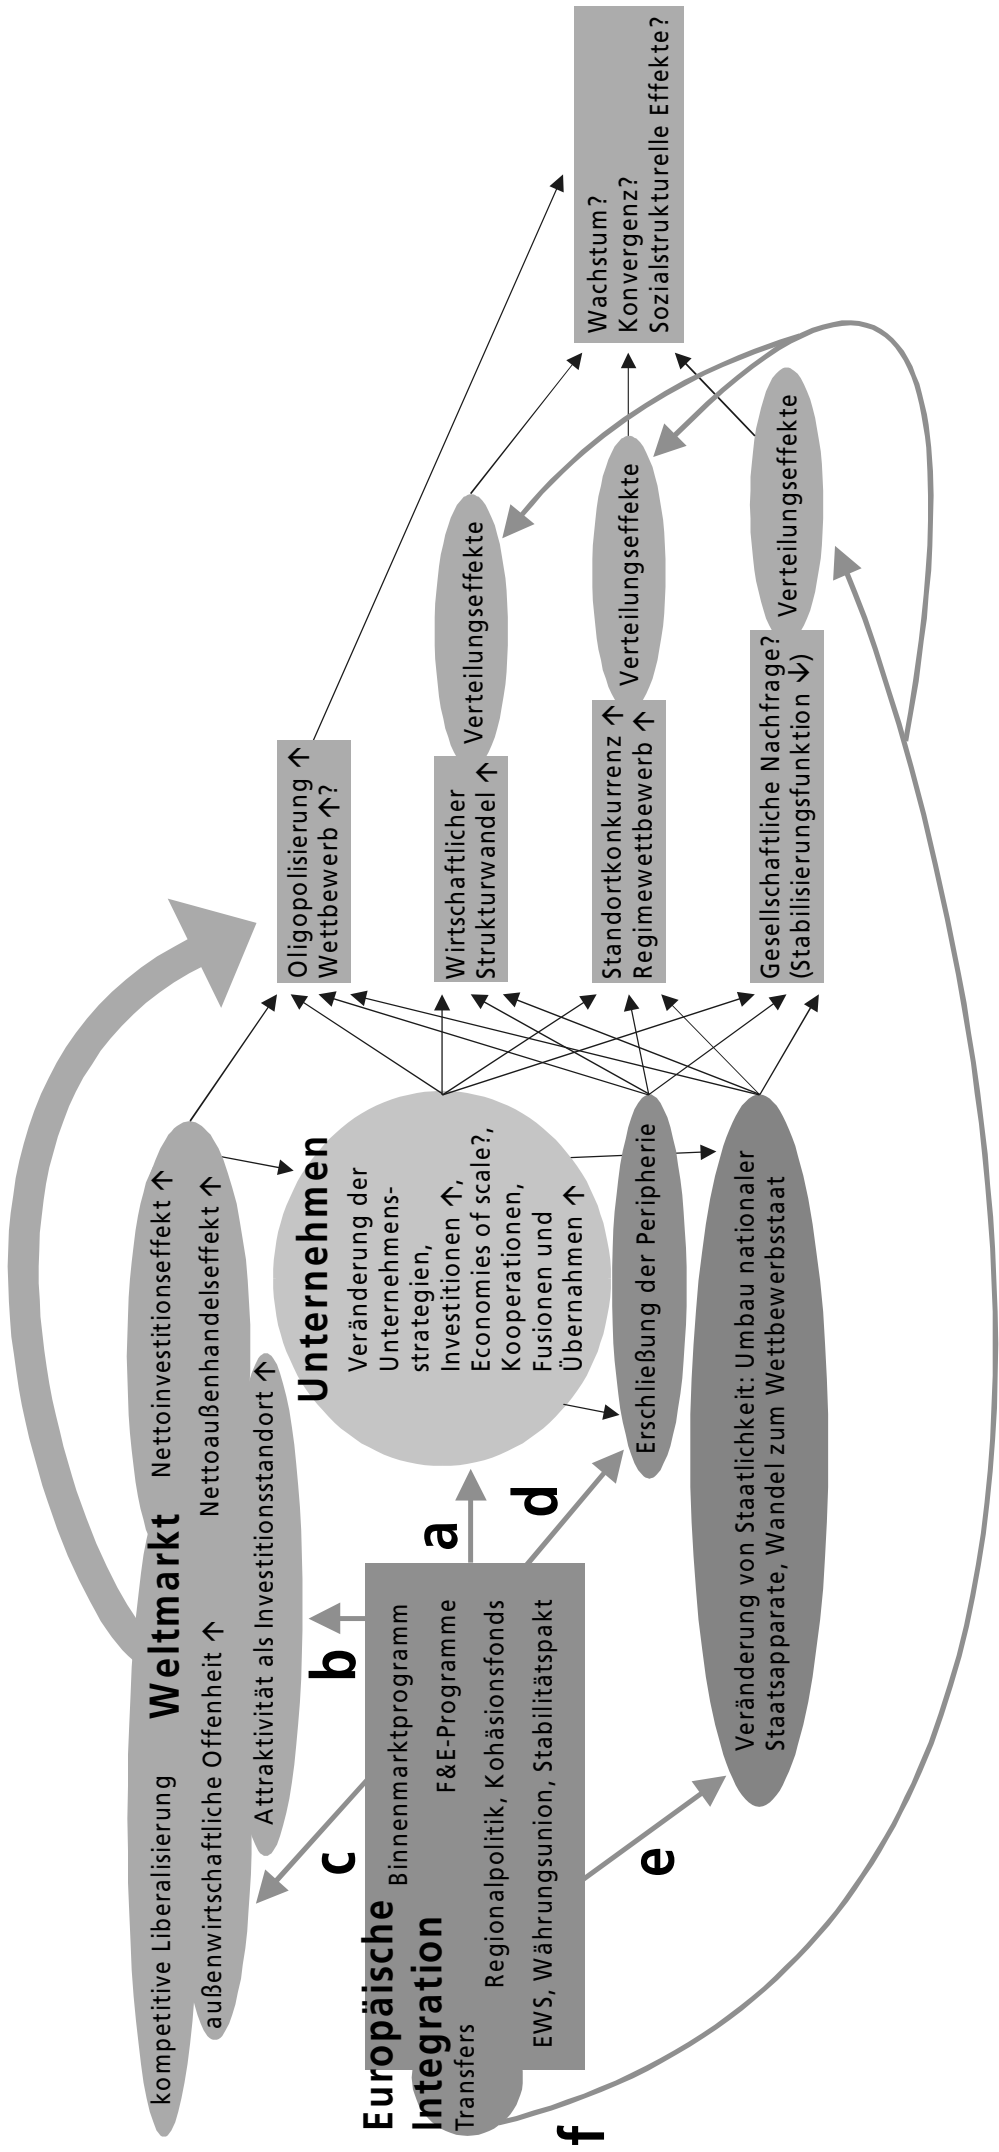 Weltmarkt
kompetitive Liberalisierung
Nettoinvestitionseffekt ↑
außenwirtschaftliche Offenheit ↑
Nettoaußenhandelseffekt ↑
Attraktivität als Investitionsstandort ↑
c
b
Europäische
Integration
Transfers
Binnenmarktprogramm
F&E-Programme
Regionalpolitik, Kohäsionsfonds
EWS, Währungsunion, Stabilitätspakt
a
d
e
f
Unternehmen
Veränderung der
Unternehmens-
strategien,
Investitionen ↑,
Economies of scale?,
Kooperationen,
Fusionen und
Übernahmen ↑
Erschließung der Peripherie
Veränderung von Staatlichkeit: Umbau nationaler
Staatsapparate, Wandel zum Wettbewerbsstaat
Oligopolisierung ↑
Wettbewerb ↑?
Wirtschaftlicher
Strukturwandel ↑
Verteilungseffekte
Standortkonkurrenz ↑
Regimewettbewerb ↑
Verteilungseffekte
Gesellschaftliche Nachfrage?
(Stabilisierungsfunktion ↓)
Verteilungseffekte
Wachstum?
Konvergenz?
Sozialstrukturelle Effekte?